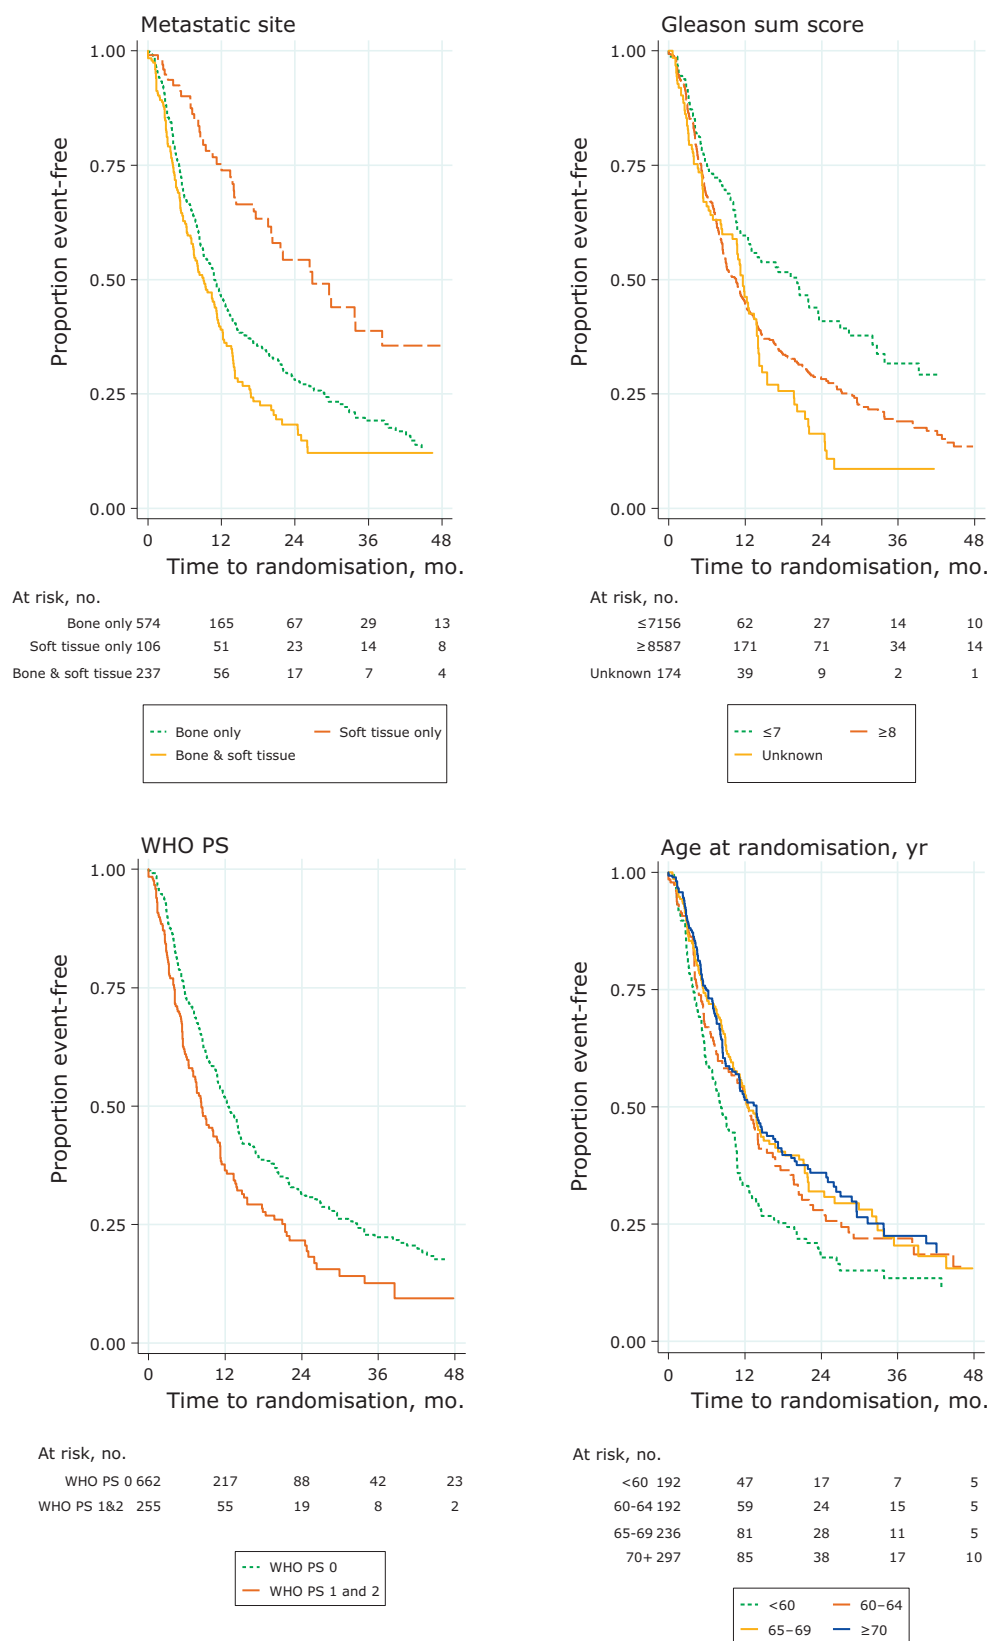 Metastatic site
1.00
0.75
0.50
0.25
0.00
Proportion event-free
0 12 24 36 48
Time to randomisation, mo.
At risk, no.
Bone only 574 165 67 29 13
Soft tissue only 106 51 23 14 8
Bone & soft tissue 237 56 17 7 4
Bone only Soft tissue only
Bone & soft tissue
Gleason sum score
1.00
0.75
0.50
0.25
0.00
Proportion event-free
0 12 24 36 48
Time to randomisation, mo.
At risk, no.
≤7156 62 27 14 10
≥8587 171 71 34 14
Unknown 174 39 9 2 1
≤7 ≥8
Unknown
WHO PS
1.00
0.75
0.50
0.25
0.00
Proportion event-free
0 12 24 36 48
Time to randomisation, mo.
At risk, no.
WHO PS 0 662 217 88 42 23
WHO PS 1&2 255 55 19 8 2
WHO PS 0
WHO PS 1 and 2
Age at randomisation, yr
1.00
0.75
0.50
0.25
0.00
Proportion event-free
0 12 24 36 48
Time to randomisation, mo.
At risk, no.
<60 192 47 17 7 5
60-64 192 59 24 15 5
65-69 236 81 28 11 5
70+ 297 85 38 17 10
<60 60–64
65–69 ≥70